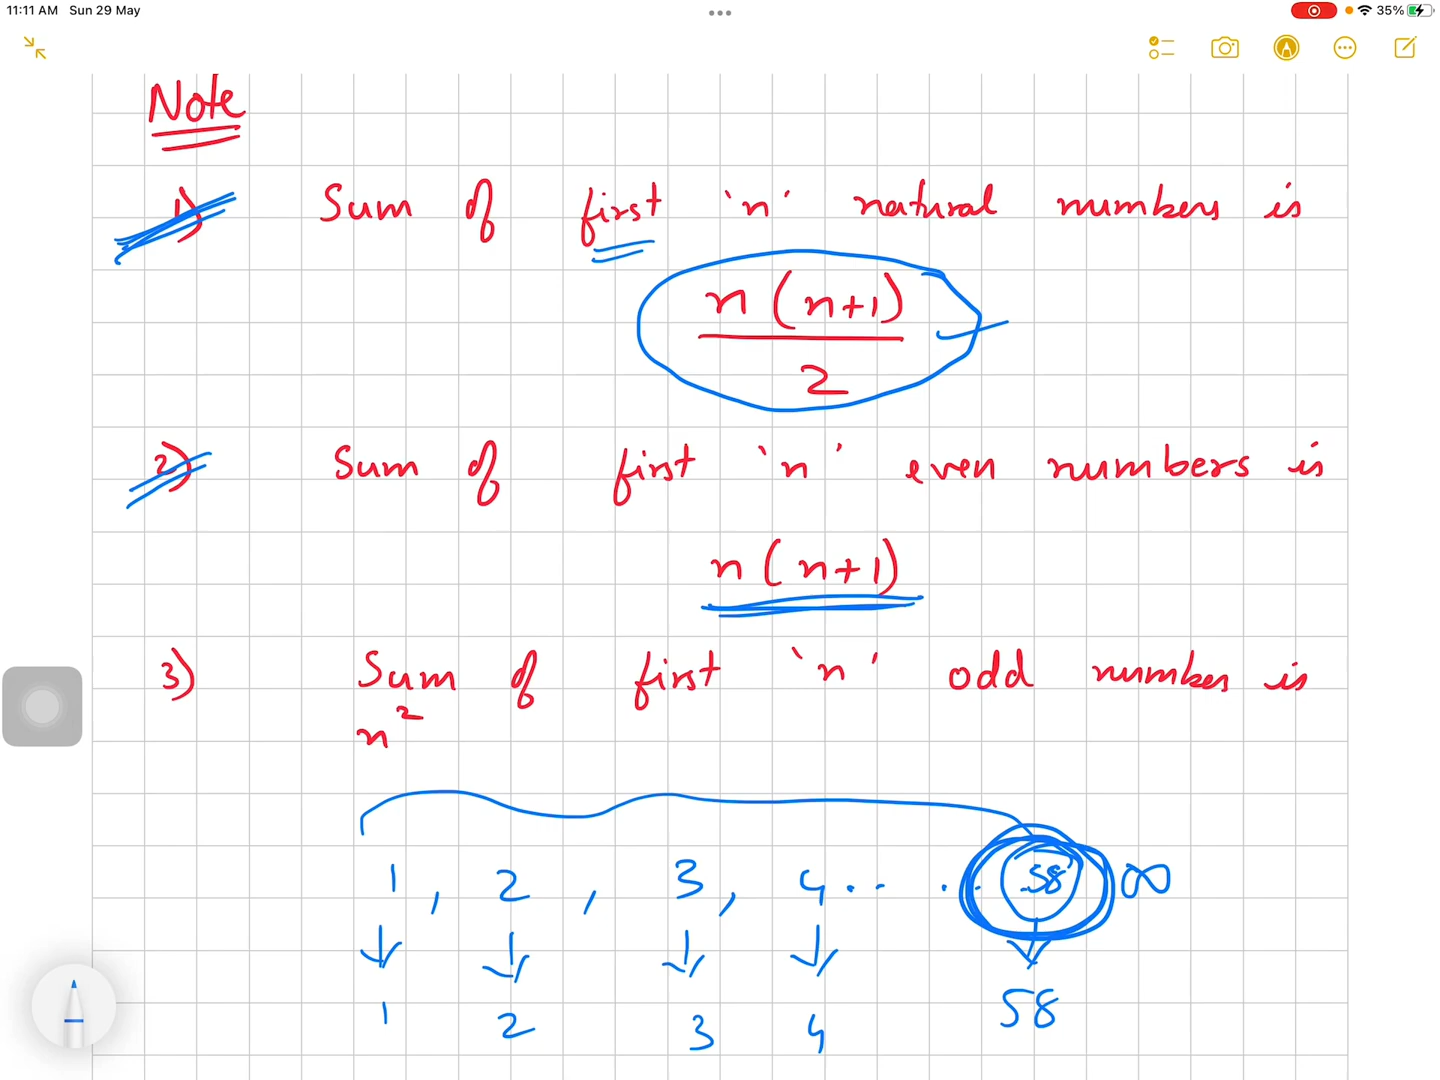 11:11 AM Sun 29 May
35%
Note
1) Sum of first 'n' natural numbers is
n(n+1)
2
2) Sum of first 'n' even numbers is
n(n+1)
3) Sum of first 'n' odd number is
n²
1, 2, 3, 4.. .. 58 ∞
1 2 3 4 58